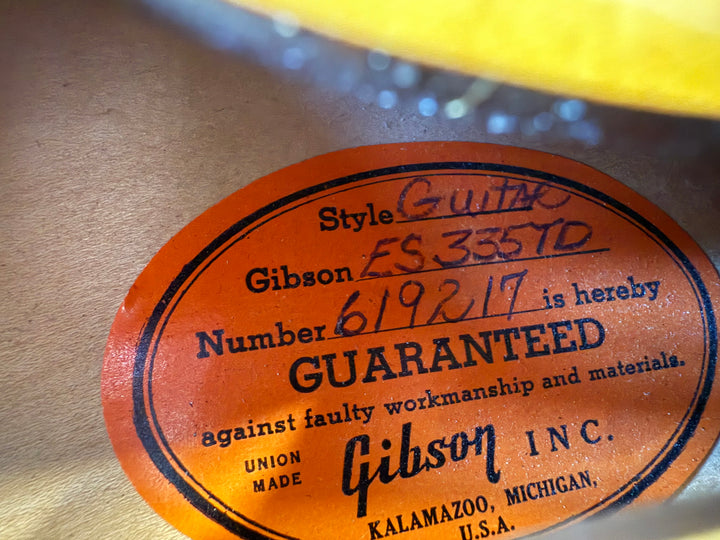 Style Guitar
Gibson ES 335TD
Number 619217 is hereby
GUARANTEED
against faulty workmanship and materials.
UNION MADE
Gibson INC.
KALAMAZOO, MICHIGAN,
U.S.A.